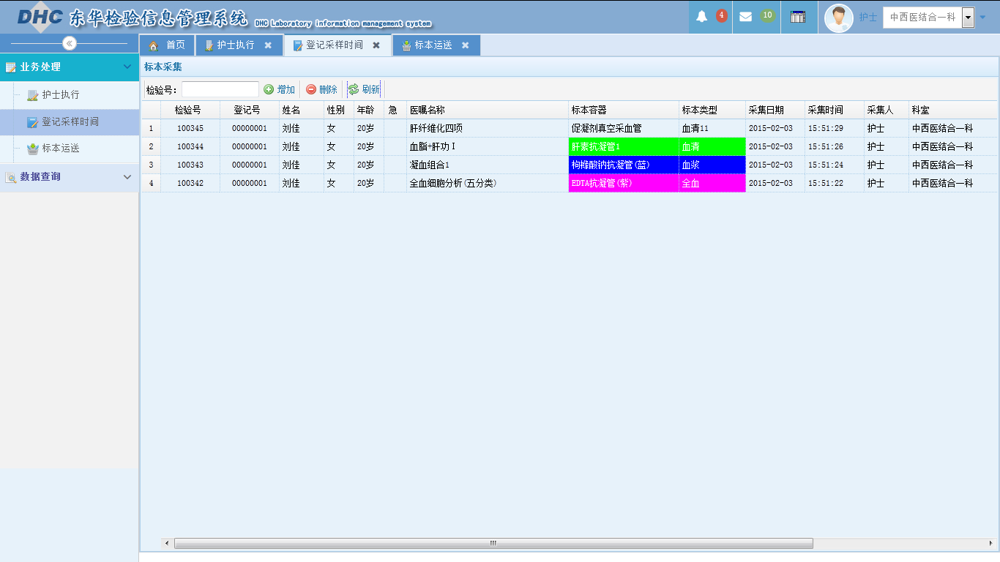 DHC 东华检验信息管理系统 DHC Laboratory information management system 4 10 护士 中西医结合一科
首页 护士执行 登记采样时间 标本运送
业务处理
护士执行
登记采样时间
标本运送
数据查询
标本采集
检验号: 增加 删除 刷新
检验号 登记号 姓名 性别 年龄 急 医嘱名称 标本容器 标本类型 采集日期 采集时间 采集人 科室
1 100345 00000001 刘佳 女 20岁 肝纤维化四项 促凝剂真空采血管 血清11 2015-02-03 15:51:29 护士 中西医结合一科
2 100344 00000001 刘佳 女 20岁 血脂+肝功Ⅰ 肝素抗凝管1 血清 2015-02-03 15:51:26 护士 中西医结合一科
3 100343 00000001 刘佳 女 20岁 凝血组合1 枸橼酸钠抗凝管(蓝) 血浆 2015-02-03 15:51:24 护士 中西医结合一科
4 100342 00000001 刘佳 女 20岁 全血细胞分析(五分类) EDTA抗凝管(紫) 全血 2015-02-03 15:51:22 护士 中西医结合一科